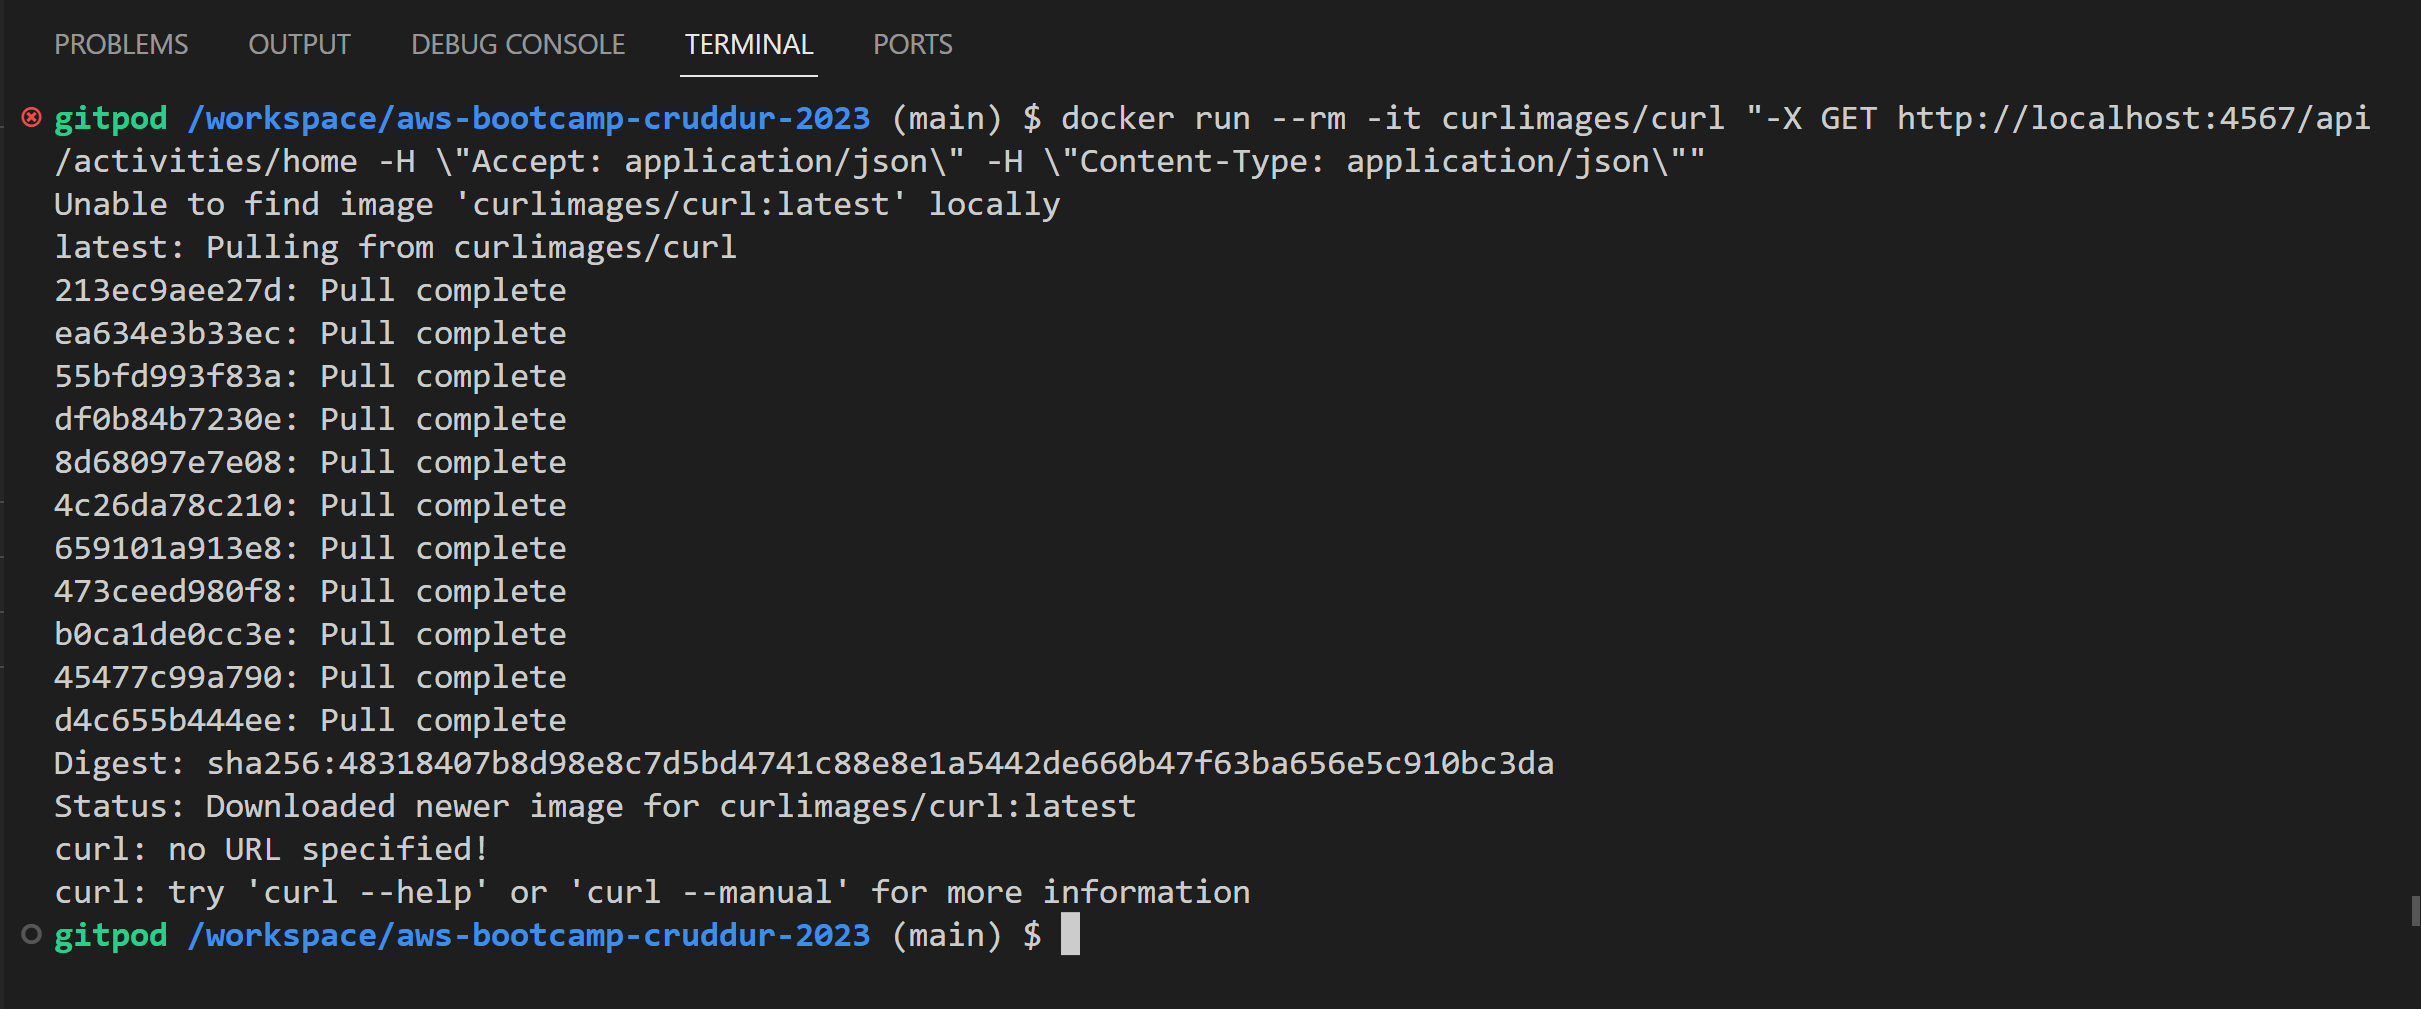 PROBLEMS OUTPUT DEBUG CONSOLE TERMINAL PORTS
gitpod /workspace/aws-bootcamp-cruddur-2023 (main) $ docker run --rm -it curlimages/curl "-X GET http://localhost:4567/api
/activities/home -H \"Accept: application/json\" -H \"Content-Type: application/json\""
Unable to find image 'curlimages/curl:latest' locally
latest: Pulling from curlimages/curl
213ec9aee27d: Pull complete
ea634e3b33ec: Pull complete
55bfd993f83a: Pull complete
df0b84b7230e: Pull complete
8d68097e7e08: Pull complete
4c26da78c210: Pull complete
659101a913e8: Pull complete
473ceed980f8: Pull complete
b0ca1de0cc3e: Pull complete
45477c99a790: Pull complete
d4c655b444ee: Pull complete
Digest: sha256:48318407b8d98e8c7d5bd4741c88e8e1a5442de660b47f63ba656e5c910bc3da
Status: Downloaded newer image for curlimages/curl:latest
curl: no URL specified!
curl: try 'curl --help' or 'curl --manual' for more information
gitpod /workspace/aws-bootcamp-cruddur-2023 (main) $